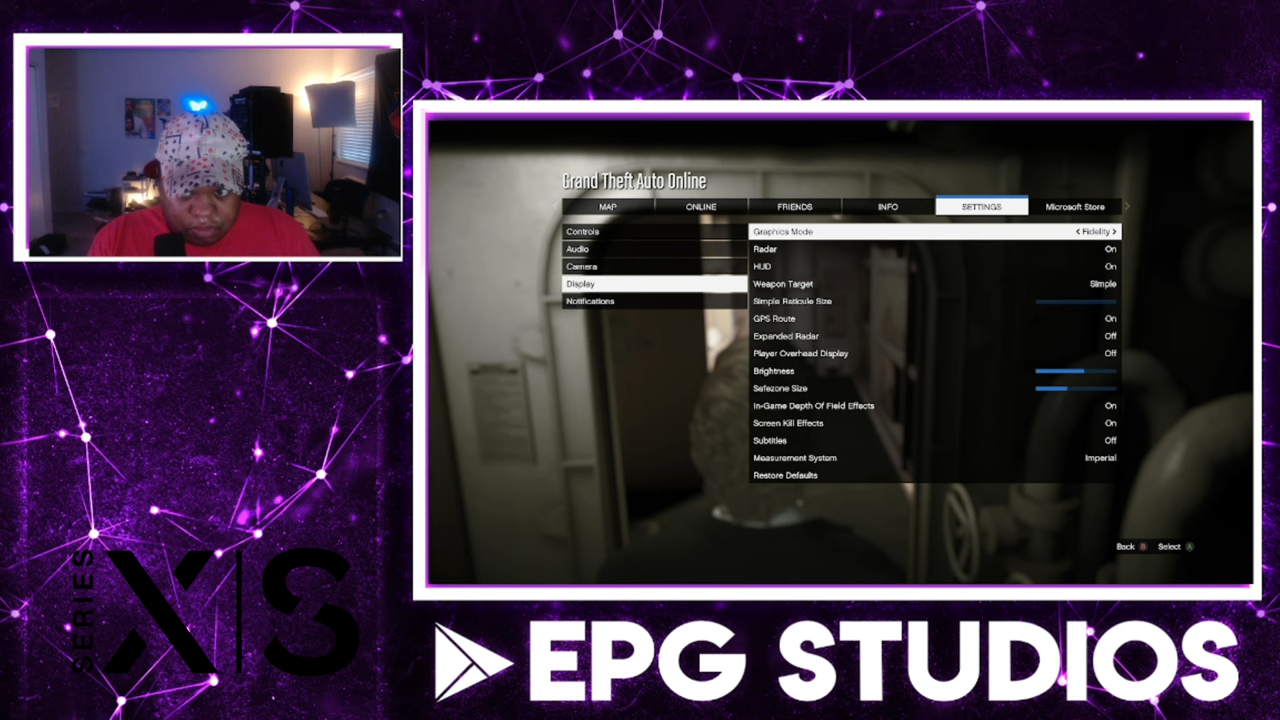 Grand Theft Auto Online
MAP ONLINE FRIENDS INFO SETTINGS Microsoft Store
Controls
Audio
Camera
Display
Notifications
Graphics Mode Fidelity
Radar On
HUD On
Weapon Target Simple
Simple Reticule Size
GPS Route On
Expanded Radar Off
Player Overhead Display Off
Brightness
Safezone Size
In-Game Depth Of Field Effects On
Screen Kill Effects On
Subtitles Off
Measurement System Imperial
Restore Defaults
Back B Select A
SERIES X|S
EPG STUDIOS